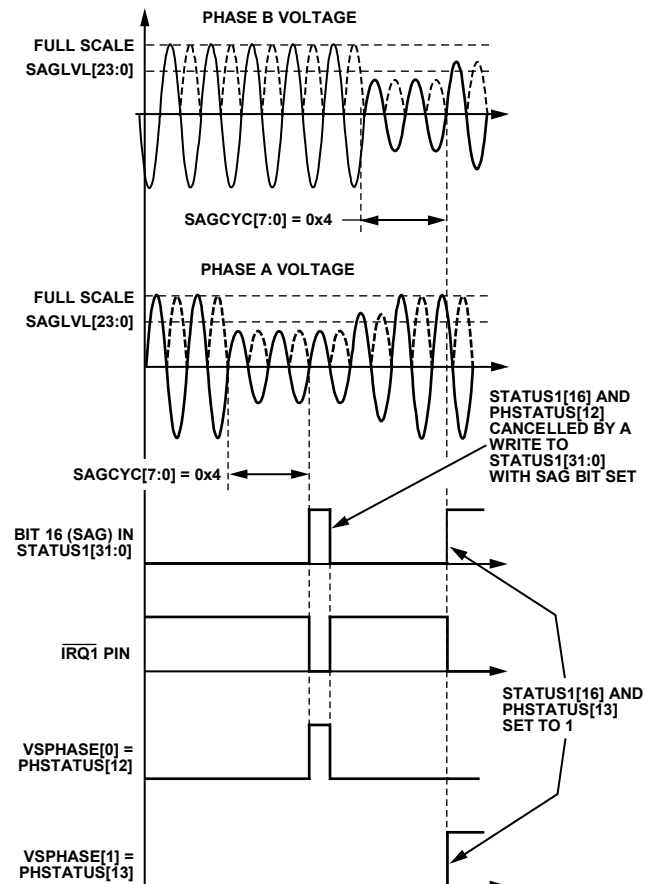 PHASE B VOLTAGE
FULL SCALE
SAGLVL[23:0]
SAGCYC[7:0] = 0x4
PHASE A VOLTAGE
FULL SCALE
SAGLVL[23:0]
STATUS1[16] AND
PHSTATUS[12]
CANCELLED BY A
WRITE TO
STATUS1[31:0]
WITH SAG BIT SET
SAGCYC[7:0] = 0x4
BIT 16 (SAG) IN
STATUS1[31:0]
IRQ1 PIN
STATUS1[16] AND
PHSTATUS[13]
SET TO 1
VSPHASE[0] =
PHSTATUS[12]
VSPHASE[1] =
PHSTATUS[13]